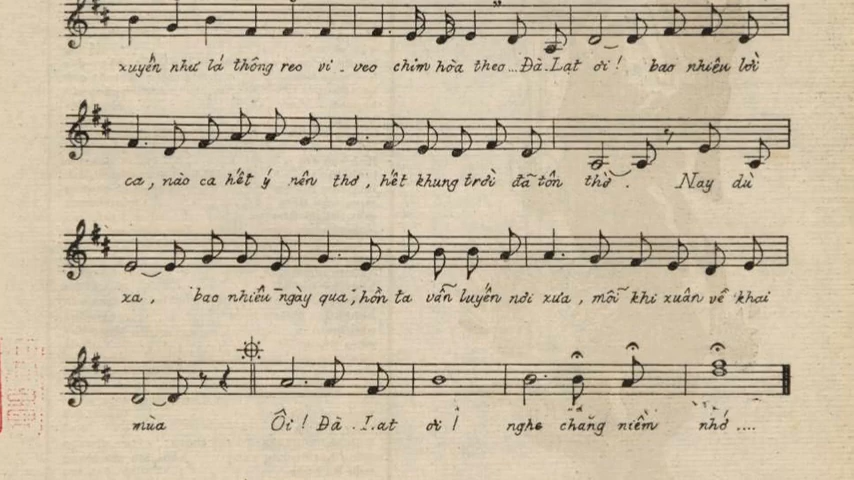 xuyến như lá thông reo vi - veo chim hòa theo... Đà-Lạt ơi! bao nhiêu lời
ca, nào ca hết ý nên thơ, hết khung trời đã tôn thờ. Nay dù
xa, bao nhiêu ngày qua, hồn ta vẫn luyến nơi xưa, mỗi khi xuân về khai
mùa Ôi! Đà-Lạt ơi! nghe chăng niềm nhớ....